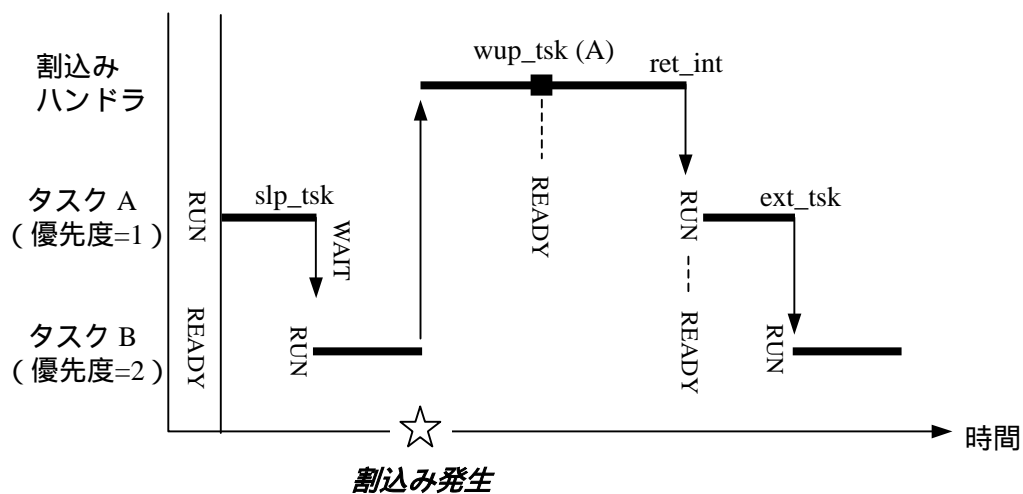 wup_tsk (A)
ret_int
割込み
ハンドラ
READY
タスク A
(優先度=1)
RUN
slp_tsk
WAIT
RUN
ext_tsk
タスク B
(優先度=2)
READY
RUN
READY
RUN
時間
割込み発生